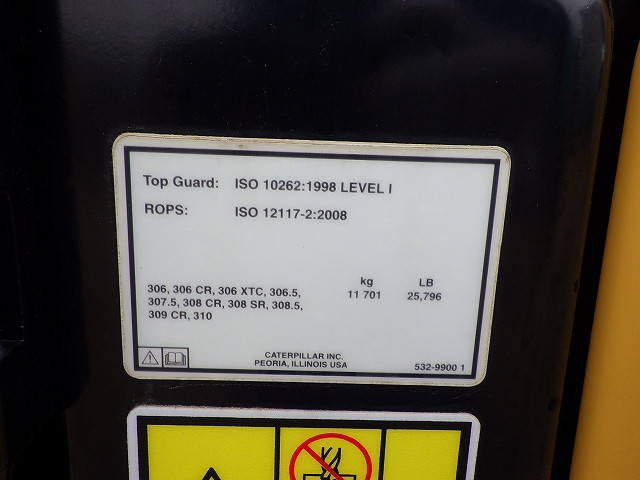 Top Guard: ISO 10262:1998 LEVEL I
ROPS: ISO 12117-2:2008
kg LB
306, 306 CR, 306 XTC, 306.5, 11 701 25,796
307.5, 308 CR, 308 SR, 308.5,
309 CR, 310
CATERPILLAR INC.
PEORIA, ILLINOIS USA
532-9900 1